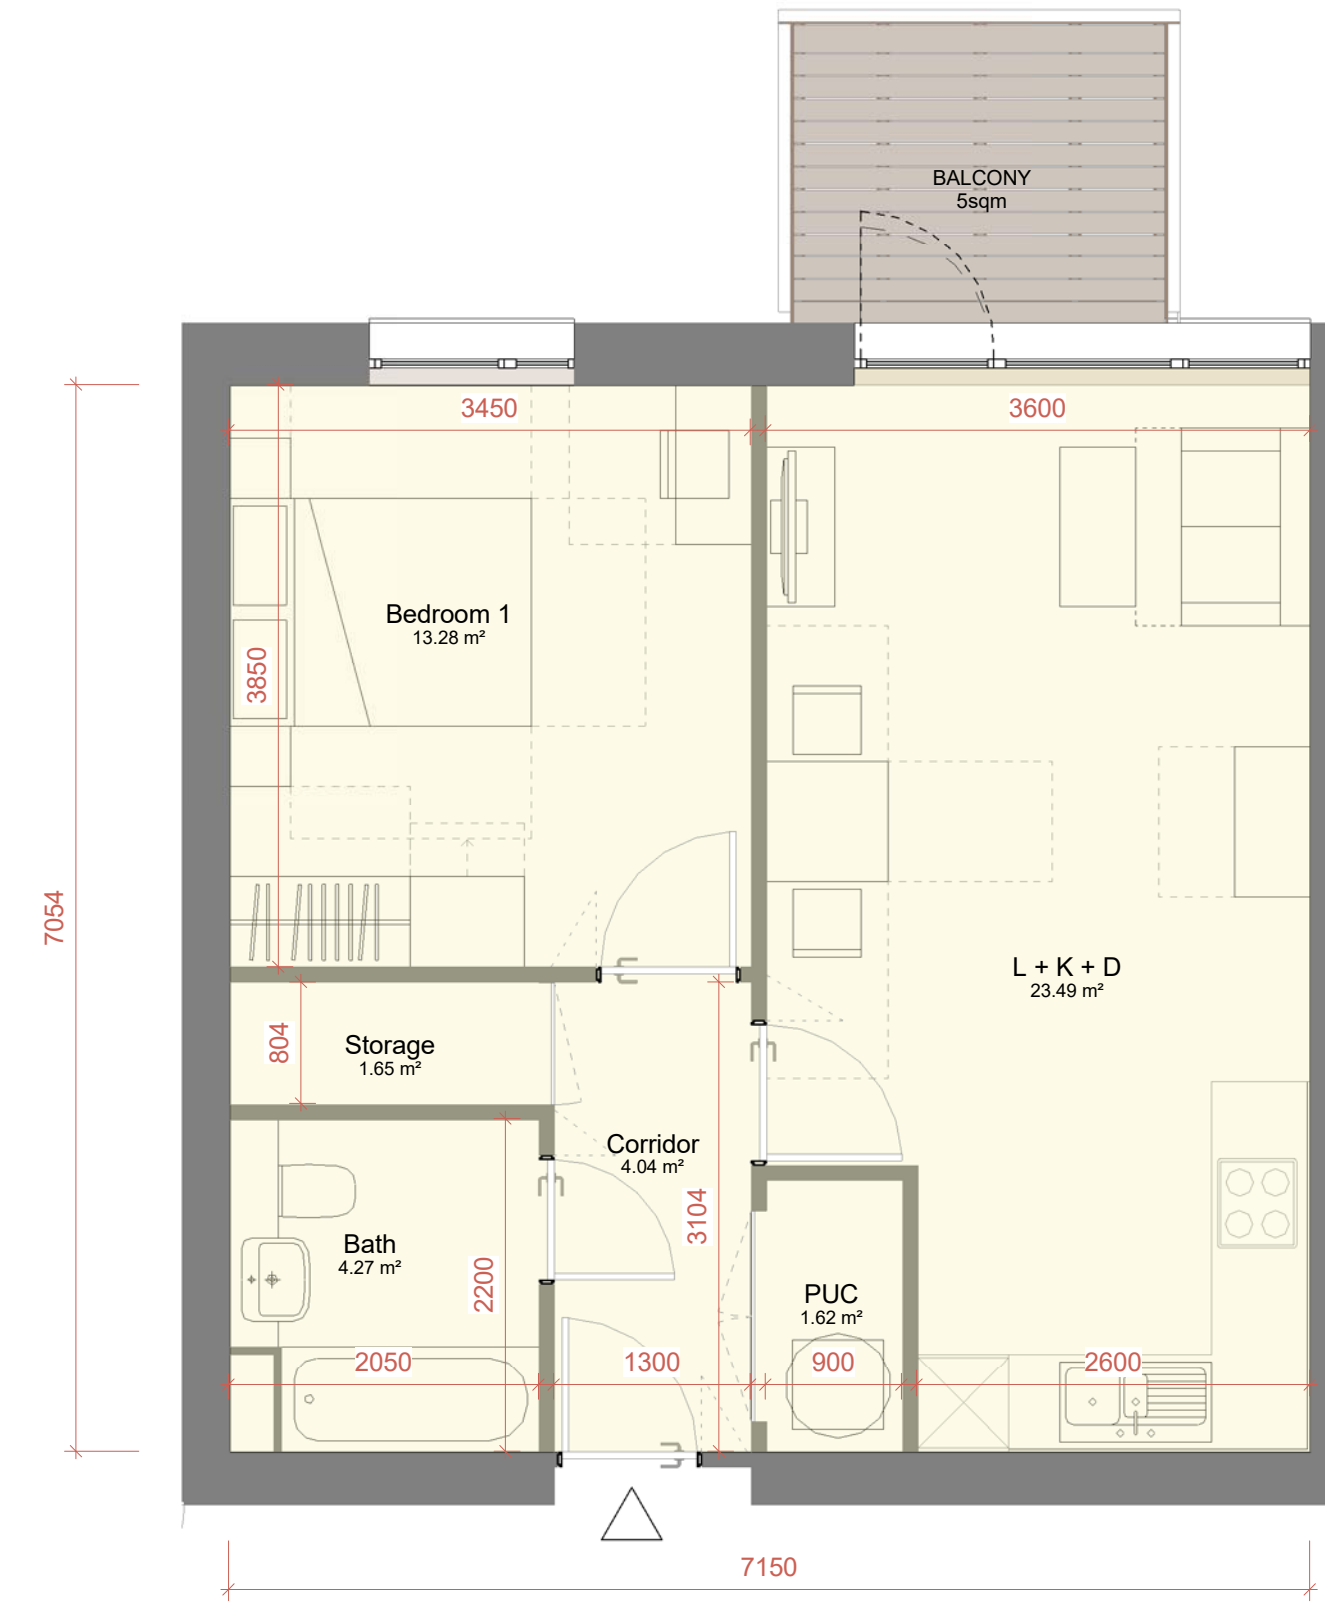 BALCONY
5sqm
3450
3600
Bedroom 1
13.28 m²
3850
7054
L + K + D
23.49 m²
804
Storage
1.65 m²
Corridor
4.04 m²
3104
Bath
4.27 m²
2200
PUC
1.62 m²
2050
1300
900
2600
7150